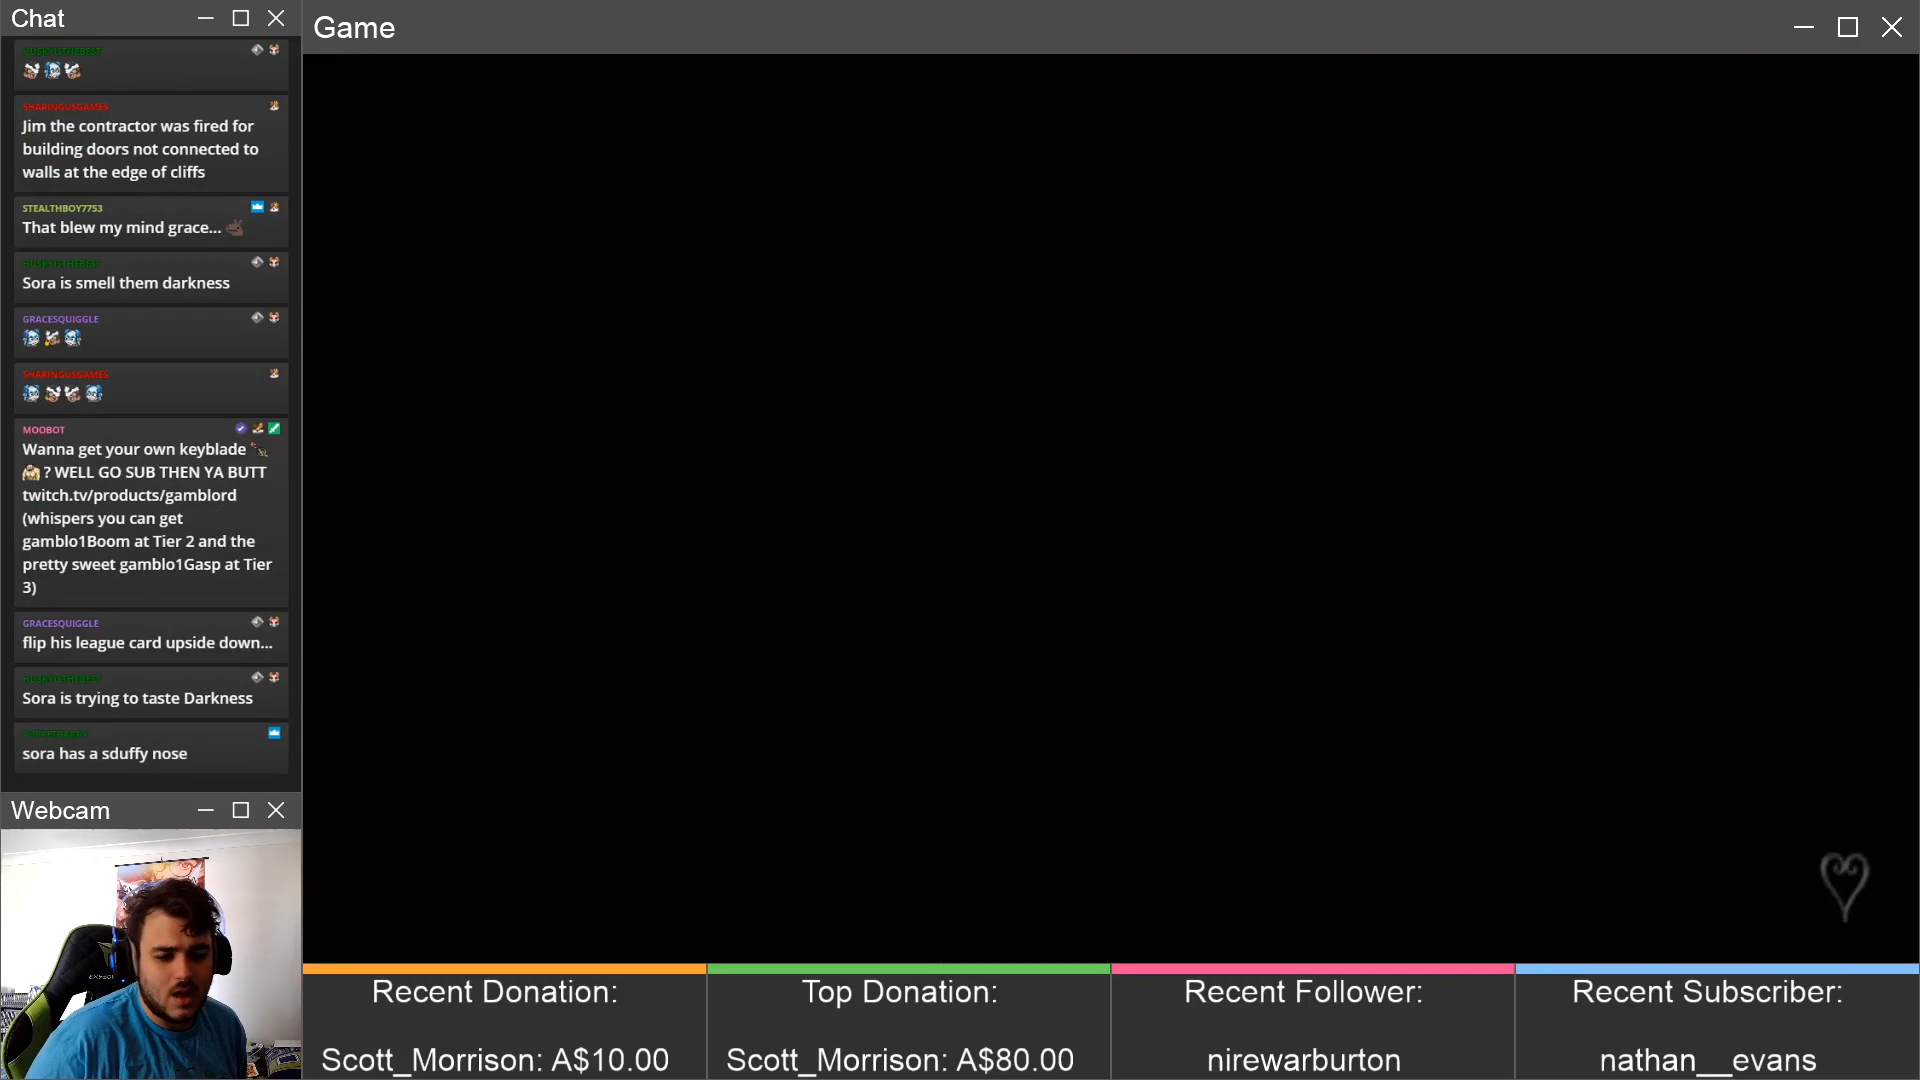 Chat
HUSKYISTHEBEST
SHARINGUSGAMES
Jim the contractor was fired for
building doors not connected to
walls at the edge of cliffs
STEALTHBOY7753
That blew my mind grace...
HUSKYISTHEBEST
Sora is smell them darkness
GRACESQUIGGLE
SHARINGUSGAMES
MOOBOT
Wanna get your own keyblade
? WELL GO SUB THEN YA BUTT
twitch.tv/products/gamblord
(whispers you can get
gamblo1Boom at Tier 2 and the
pretty sweet gamblo1Gasp at Tier
3)
GRACESQUIGGLE
flip his league card upside down...
HUSKYISTHEBEST
Sora is trying to taste Darkness
sora has a sduffy nose
Webcam
Game
Recent Donation:
Scott_Morrison: A$10.00
Top Donation:
Scott_Morrison: A$80.00
Recent Follower:
nirewarburton
Recent Subscriber:
nathan__evans